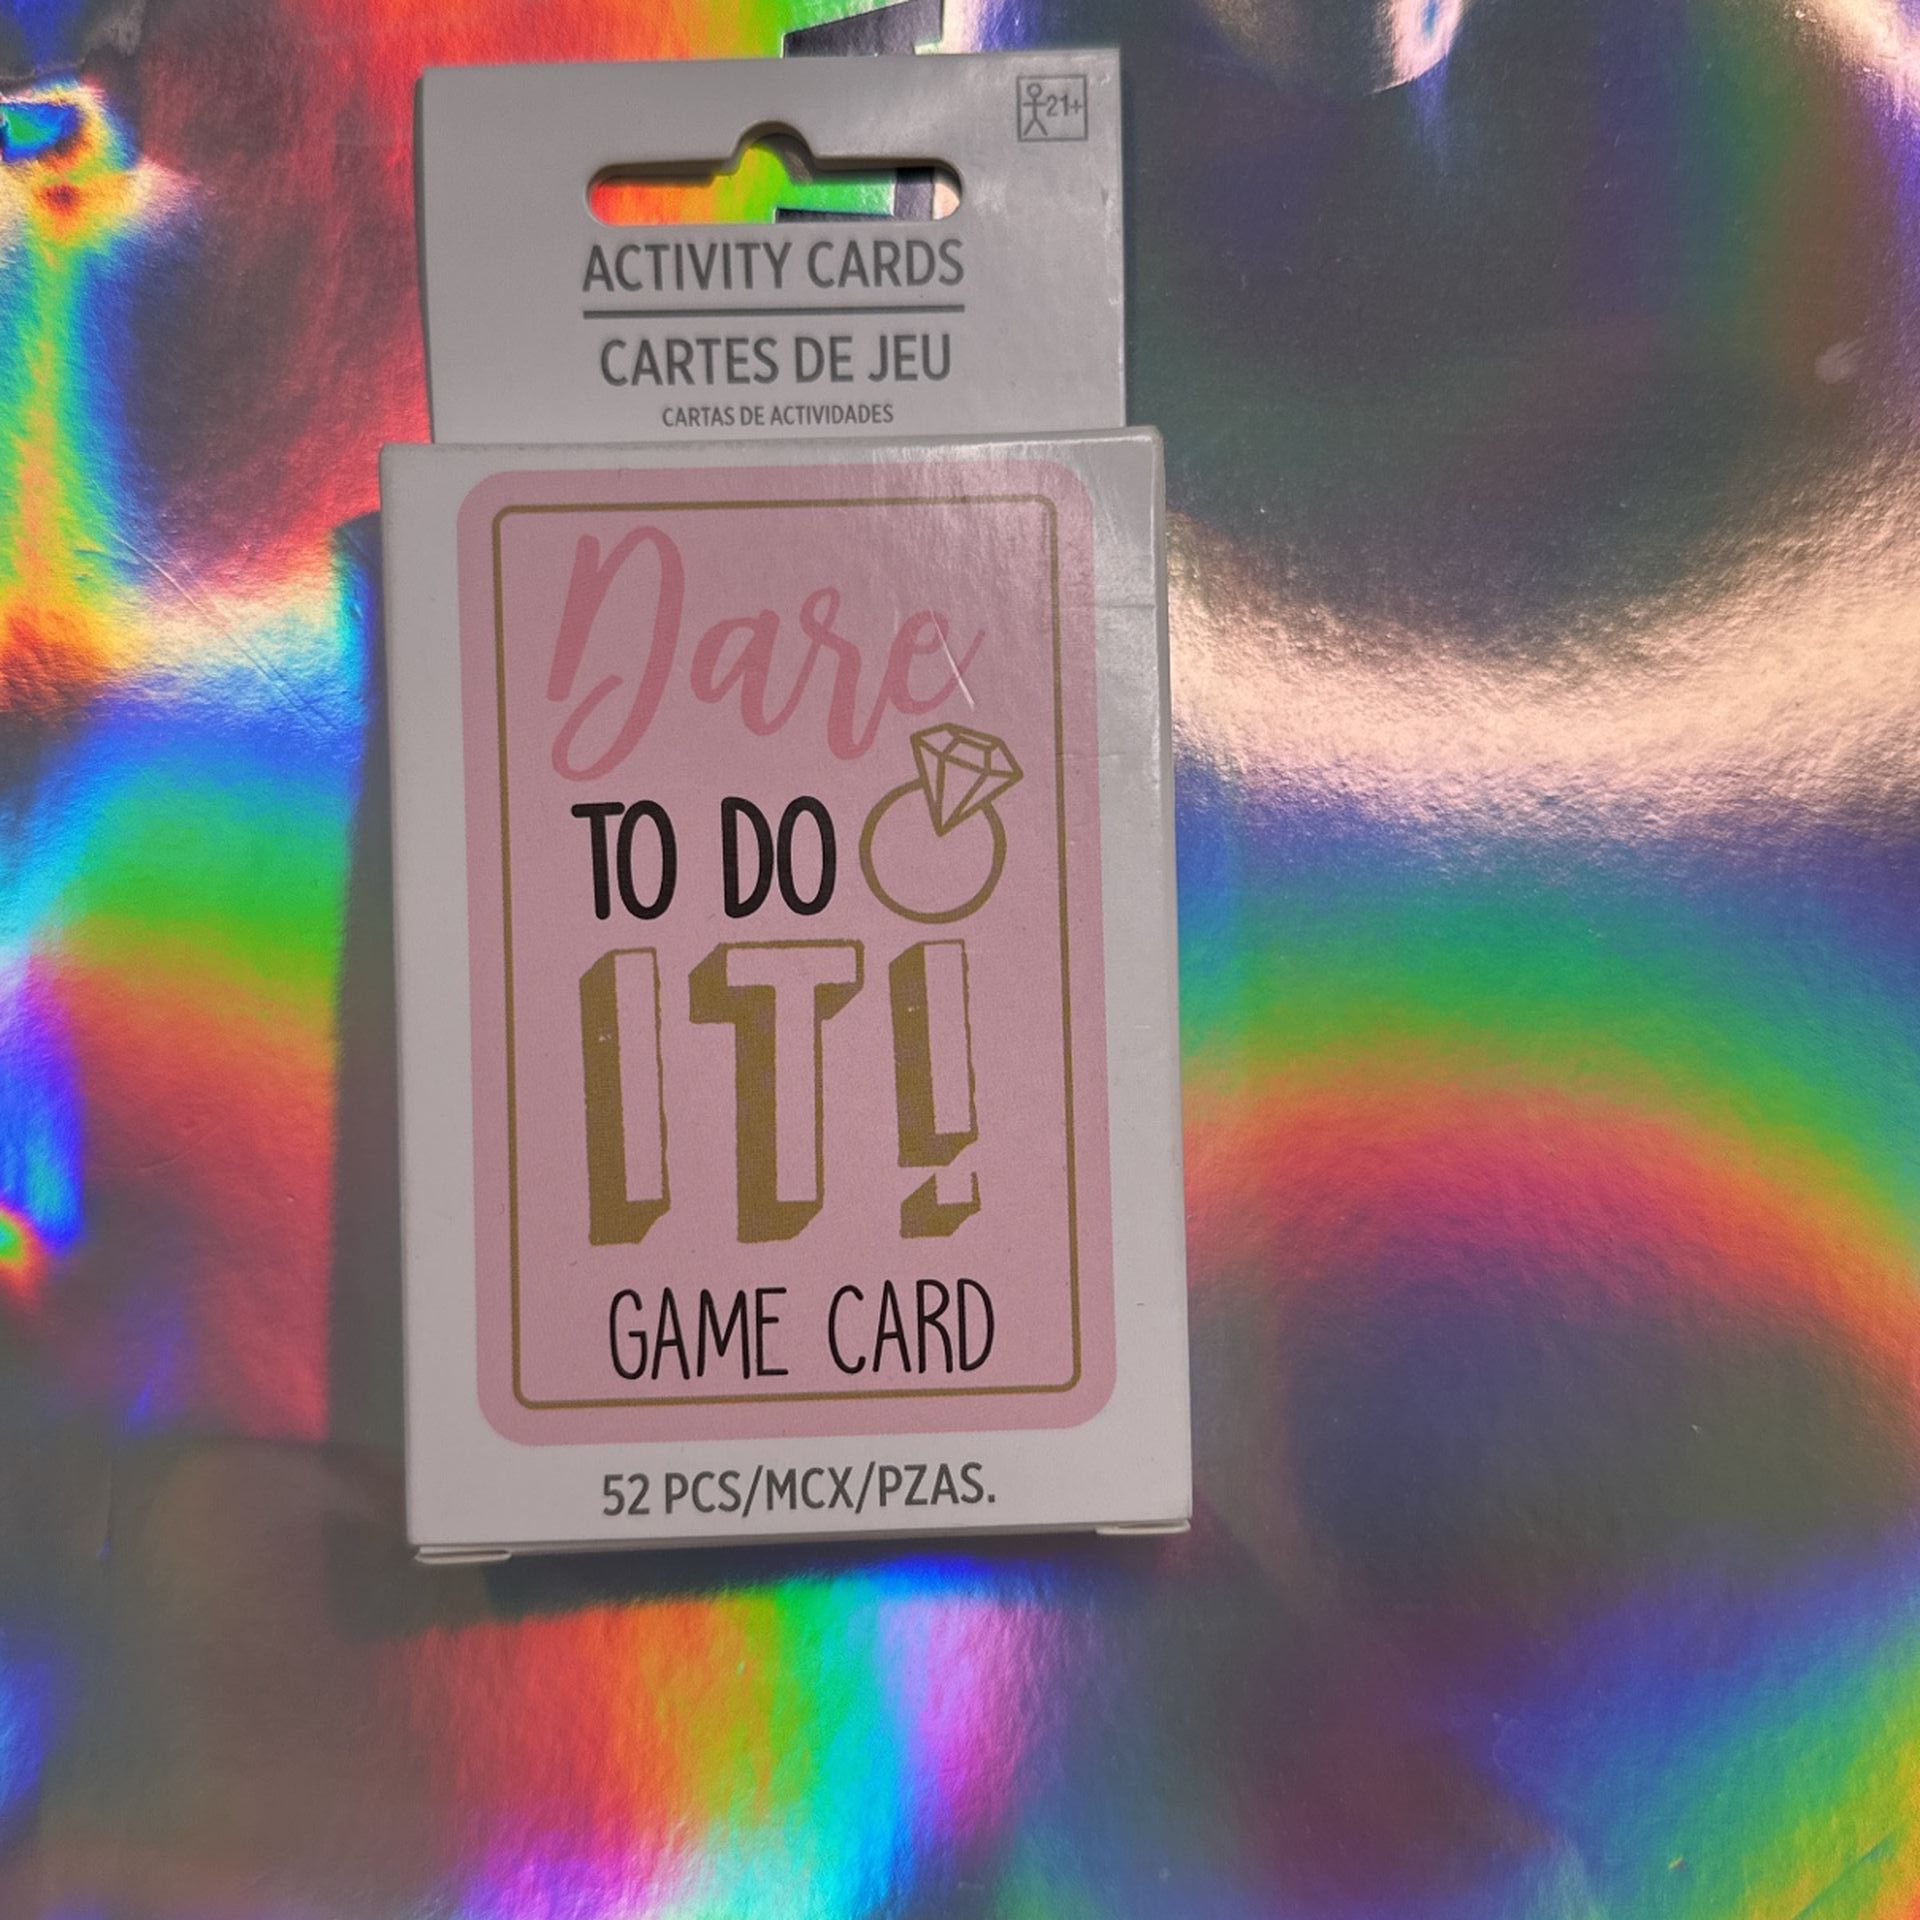 21+
ACTIVITY CARDS
CARTES DE JEU
CARTAS DE ACTIVIDADES
Dare
TO DO
IT!
GAME CARD
52 PCS/MCX/PZAS.